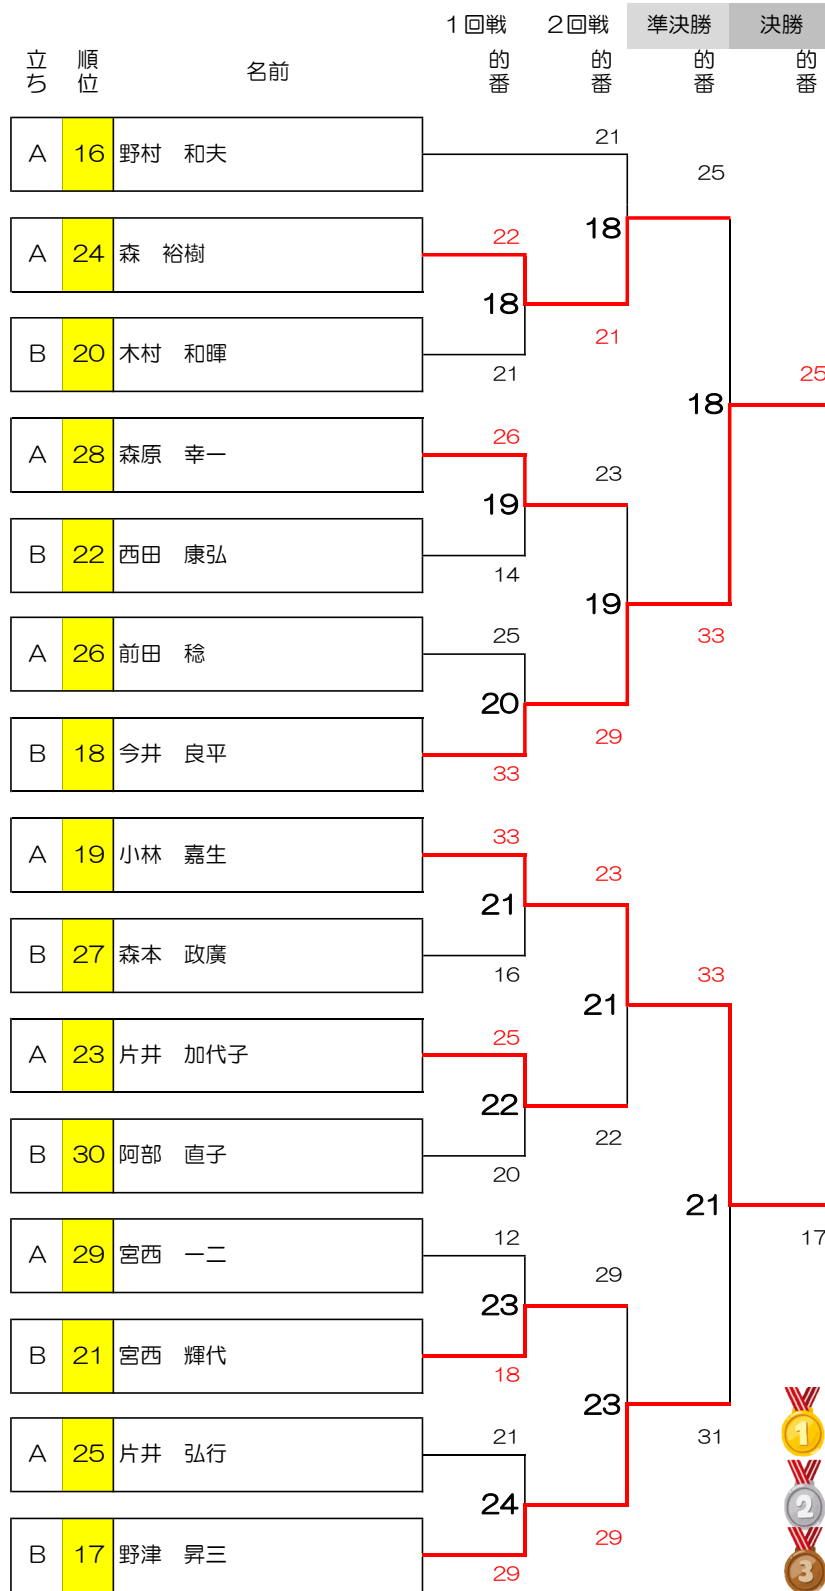 １回戦 ２回戦 準決勝 決勝
立ち 順位 名前 的番 的番 的番 的番
21
A 16 野村　和夫
25
18
22
A 24 森　裕樹
18
21
B 20 木村　和暉
21
25
18
26
A 28 森原　幸一
23
19
B 22 西田　康弘
14
19
25
33
A 26 前田　稔
20
29
B 18 今井　良平
33
33
A 19 小林　嘉生
23
21
B 27 森本　政廣
16
33
21
25
A 23 片井　加代子
22
22
B 30 阿部　直子
20
21
12
17
A 29 宮西　一二
29
23
B 21 宮西　輝代
18
23
21
31
1
A 25 片井　弘行
24
2
29
B 17 野津　昇三
29
3